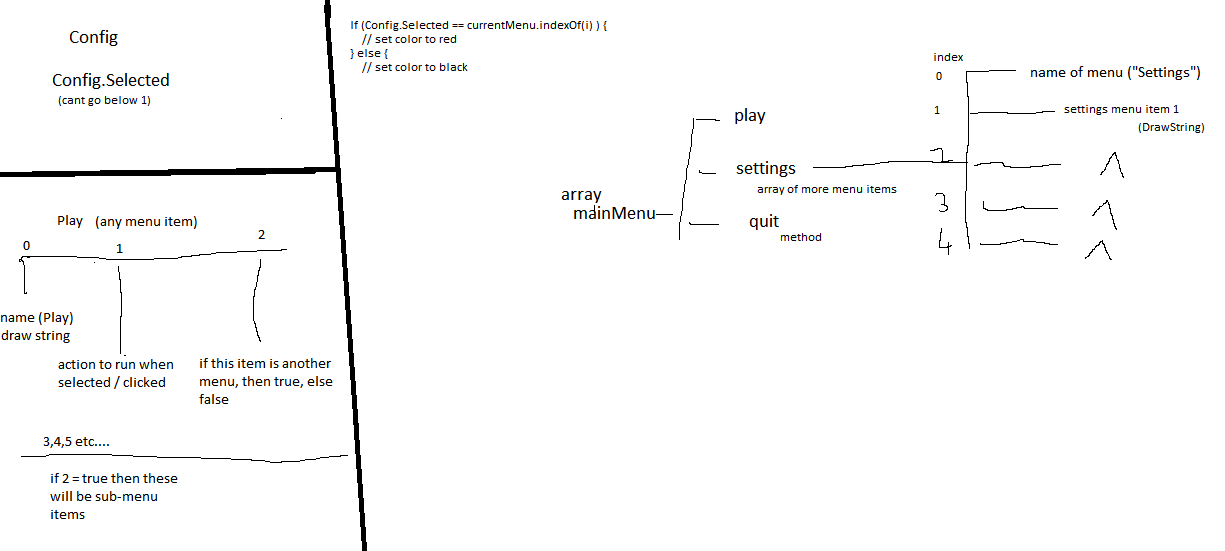 Config
Config.Selected
(cant go below 1)
If (Config.Selected == currentMenu.indexOf(i) ) {
// set color to red
} else {
// set color to black
Play (any menu item)
0
1
2
name (Play)
draw string
action to run when
selected / clicked
if this item is another
menu, then true, else
false
3,4,5 etc....
if 2 = true then these
will be sub-menu
items
array
mainMenu
play
settings
array of more menu items
quit
method
index
0
name of menu ("Settings")
1
settings menu item 1
(DrawString)
2
3
4